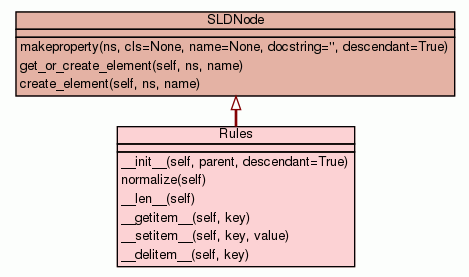 SLDNode
makeproperty(ns, cls=None, name=None, docstring='', descendant=True)
get_or_create_element(self, ns, name)
create_element(self, ns, name)
Rules
__init__(self, parent, descendant=True)
normalize(self)
__len__(self)
__getitem__(self, key)
__setitem__(self, key, value)
__delitem__(self, key)